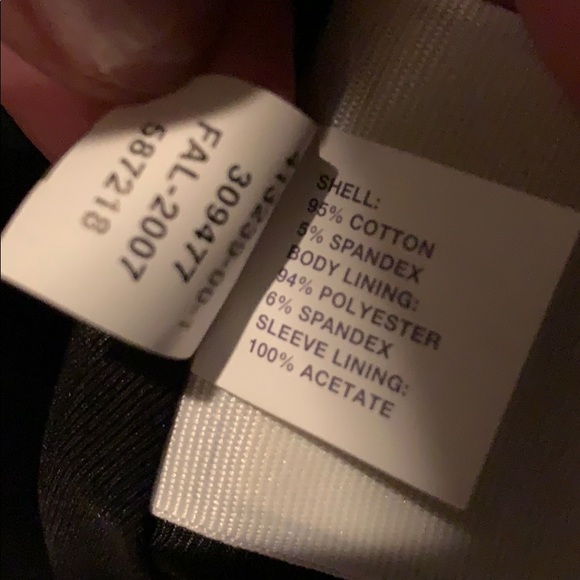 309477
FAL-2007
587218
SHELL:
95% COTTON
5% SPANDEX
BODY LINING:
94% POLYESTER
6% SPANDEX
SLEEVE LINING:
100% ACETATE